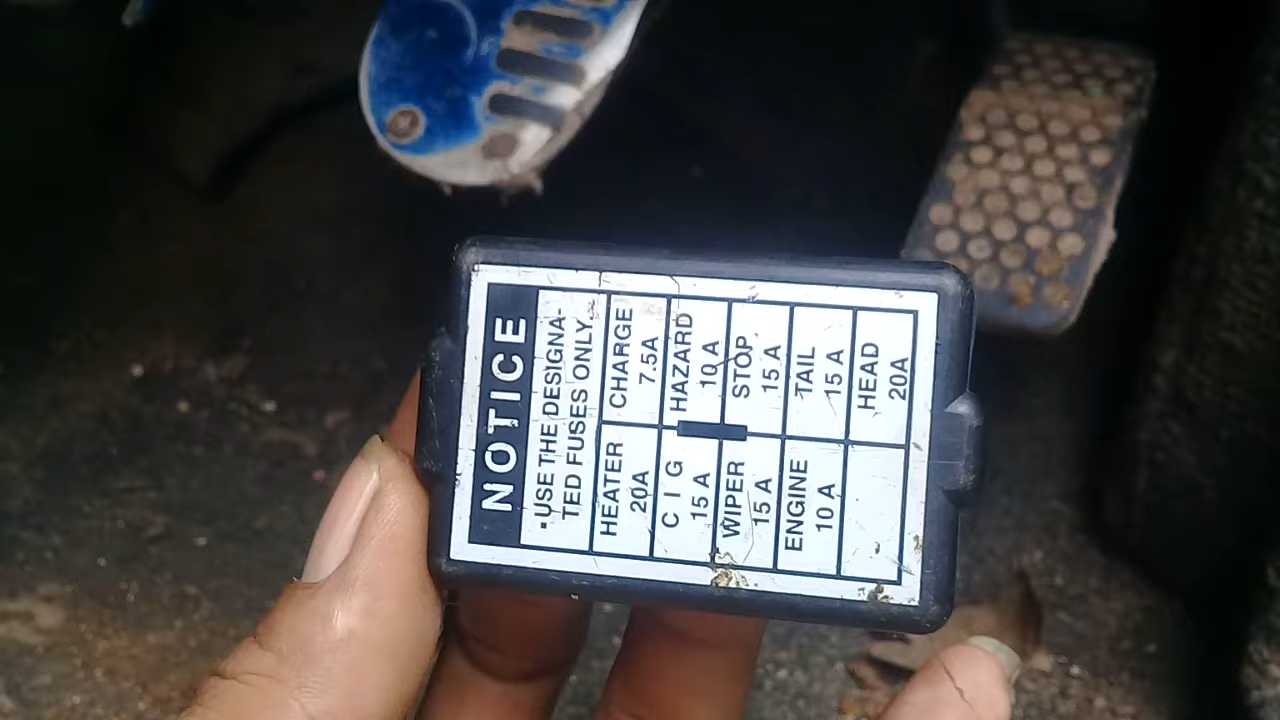 NOTICE
·USE THE DESIGNA-
TED FUSES ONLY
HEATER
20A
CHARGE
7.5A
C I G
15 A
HAZARD
10 A
WIPER
15 A
STOP
15 A
ENGINE
10 A
TAIL
15 A
HEAD
20A